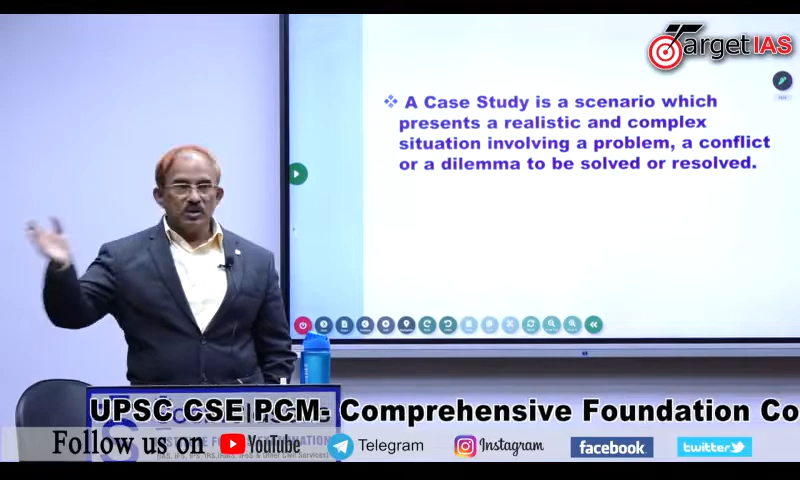 Target IAS
❖ A Case Study is a scenario which
presents a realistic and complex
situation involving a problem, a conflict
or a dilemma to be solved or resolved.
UPSC CSE PCM- Comprehensive Foundation Co
Follow us on YouTube Telegram Instagram facebook twitter